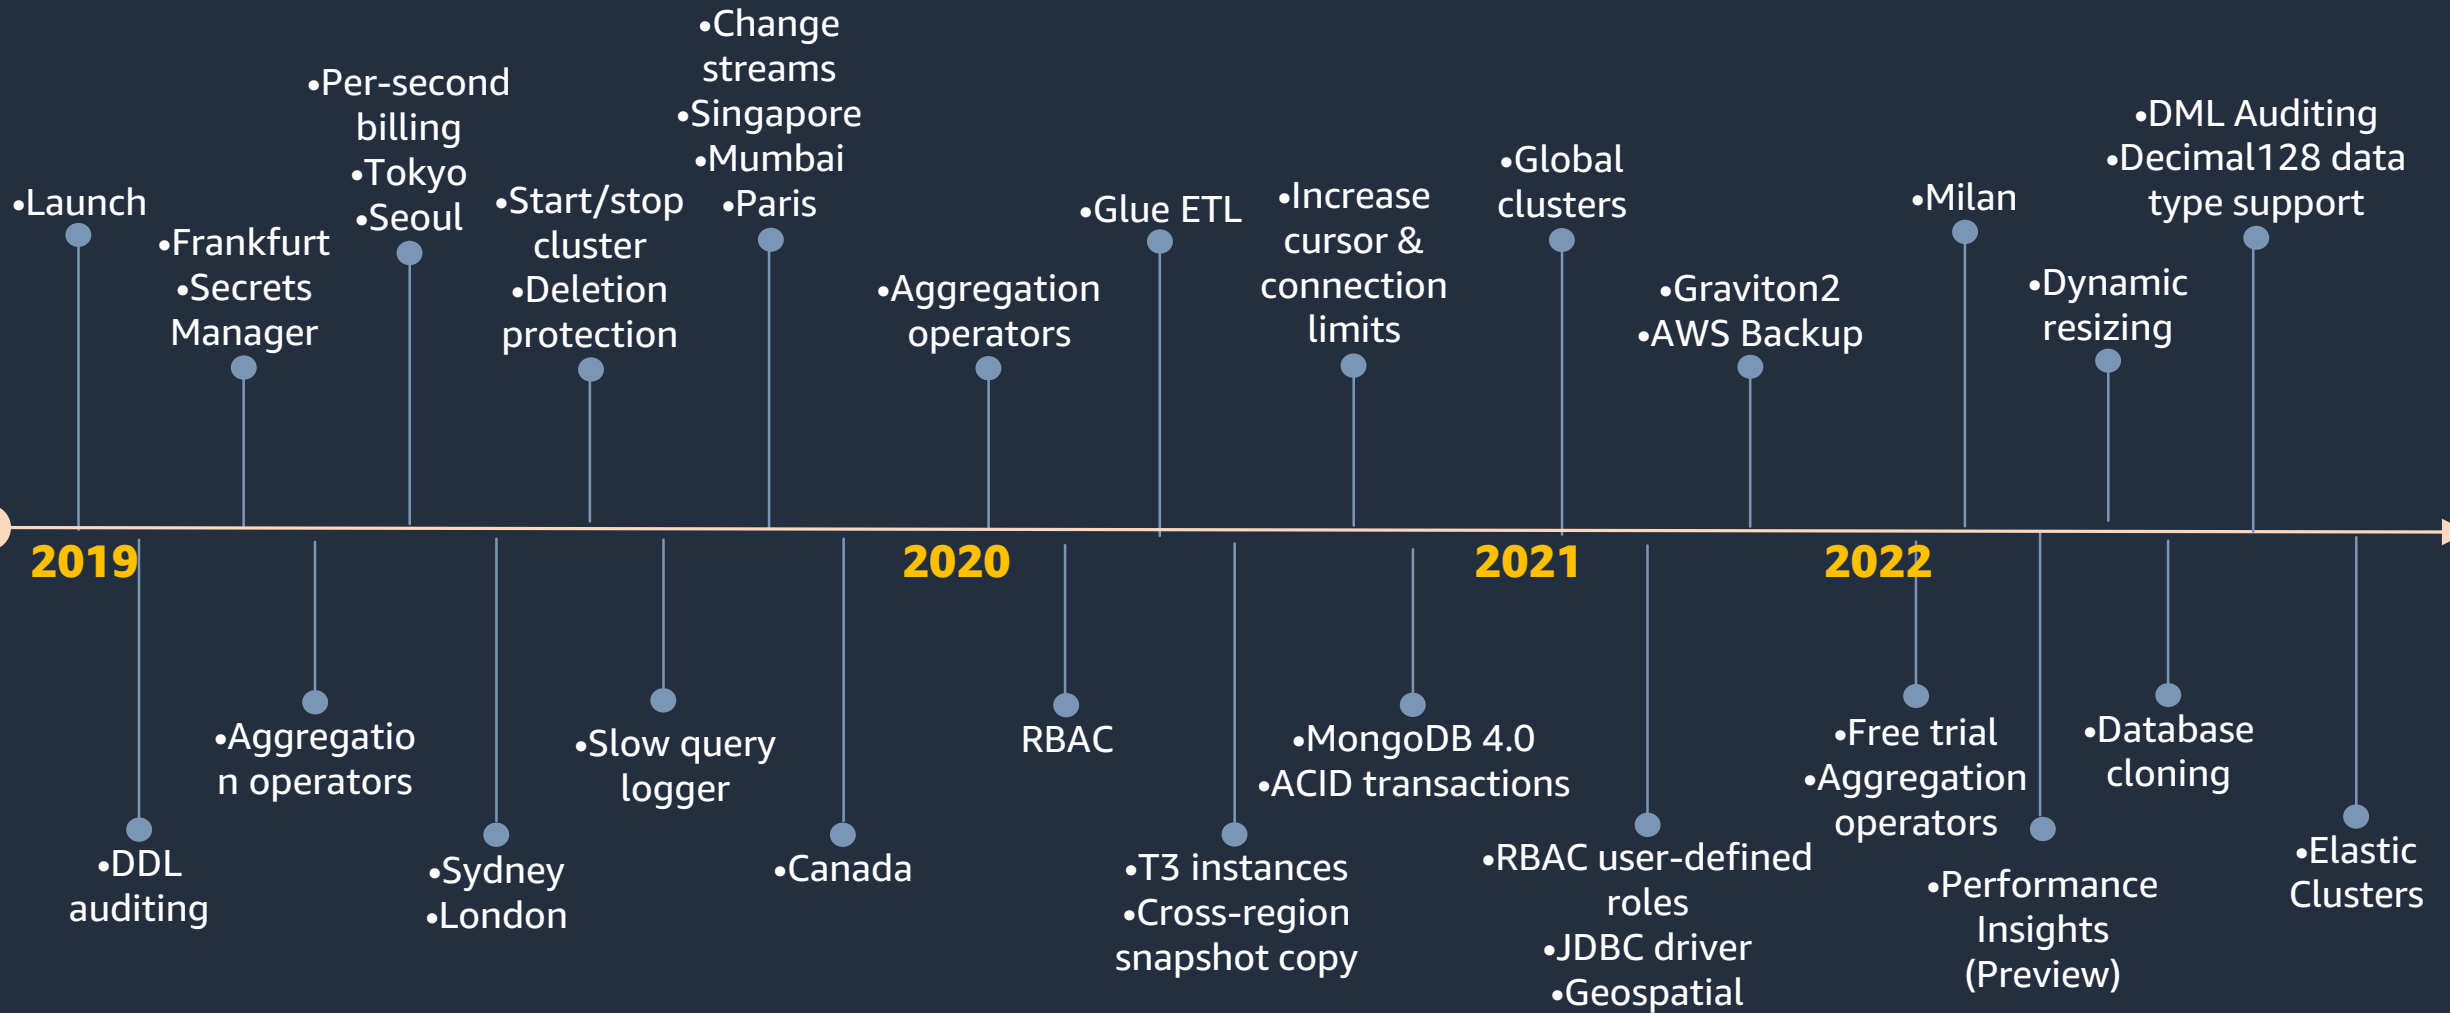 •Launch
•Frankfurt
•Secrets
Manager
•Per-second
billing
•Tokyo
•Seoul
•Start/stop
cluster
•Deletion
protection
•Change
streams
•Singapore
•Mumbai
•Paris
•Aggregation
operators
•Glue ETL
•Increase
cursor &
connection
limits
•Global
clusters
•Graviton2
•AWS Backup
•Milan
•Dynamic
resizing
•DML Auditing
•Decimal128 data
type support
2019
2020
2021
2022
•DDL
auditing
•Aggregatio
n operators
•Sydney
•London
•Slow query
logger
•Canada
RBAC
•T3 instances
•Cross-region
snapshot copy
•MongoDB 4.0
•ACID transactions
•RBAC user-defined
roles
•JDBC driver
•Geospatial
•Free trial
•Aggregation
operators
•Performance
Insights
(Preview)
•Database
cloning
•Elastic
Clusters